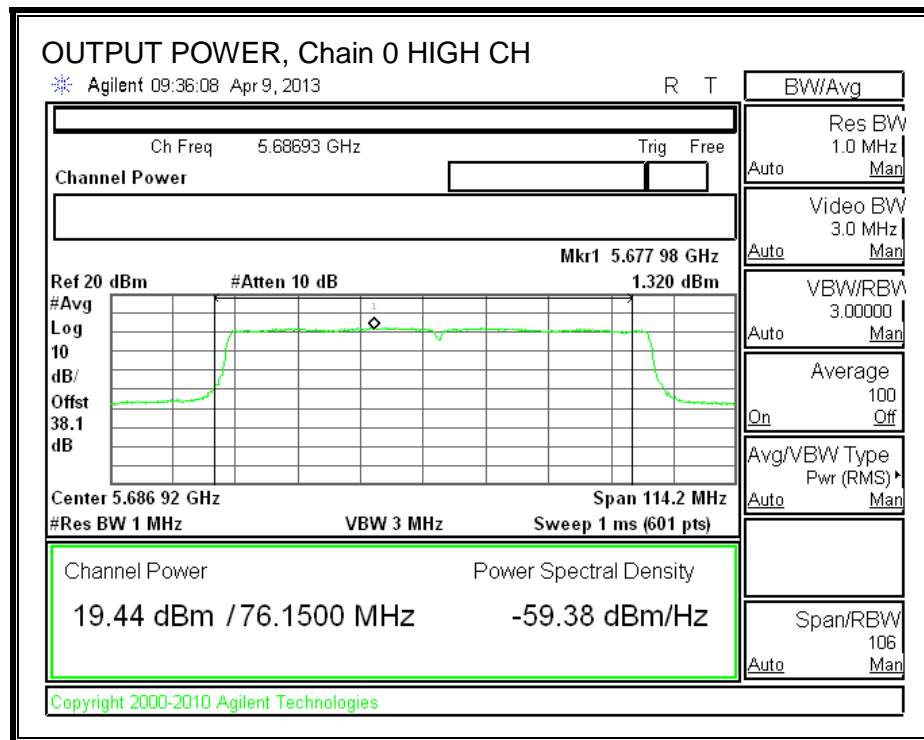 OUTPUT POWER, Chain 0 HIGH CH
Agilent 09:36:08 Apr 9, 2013 R T
BW/Avg
Res BW
1.0 MHz
Auto Man
Ch Freq 5.68693 GHz Trig Free
Channel Power
Video BW
3.0 MHz
Auto Man
Mkr1 5.677 98 GHz
Ref 20 dBm #Atten 10 dB 1.320 dBm
VBW/RBW
3.00000
Auto Man
#Avg
Log
10
dB/
Offst
38.1
dB
1
Average
100
On Off
Avg/VBW Type
Pwr (RMS)
Auto Man
Center 5.686 92 GHz Span 114.2 MHz
#Res BW 1 MHz VBW 3 MHz Sweep 1 ms (601 pts)
Channel Power Power Spectral Density
19.44 dBm / 76.1500 MHz -59.38 dBm/Hz
Span/RBW
106
Auto Man
Copyright 2000-2010 Agilent Technologies